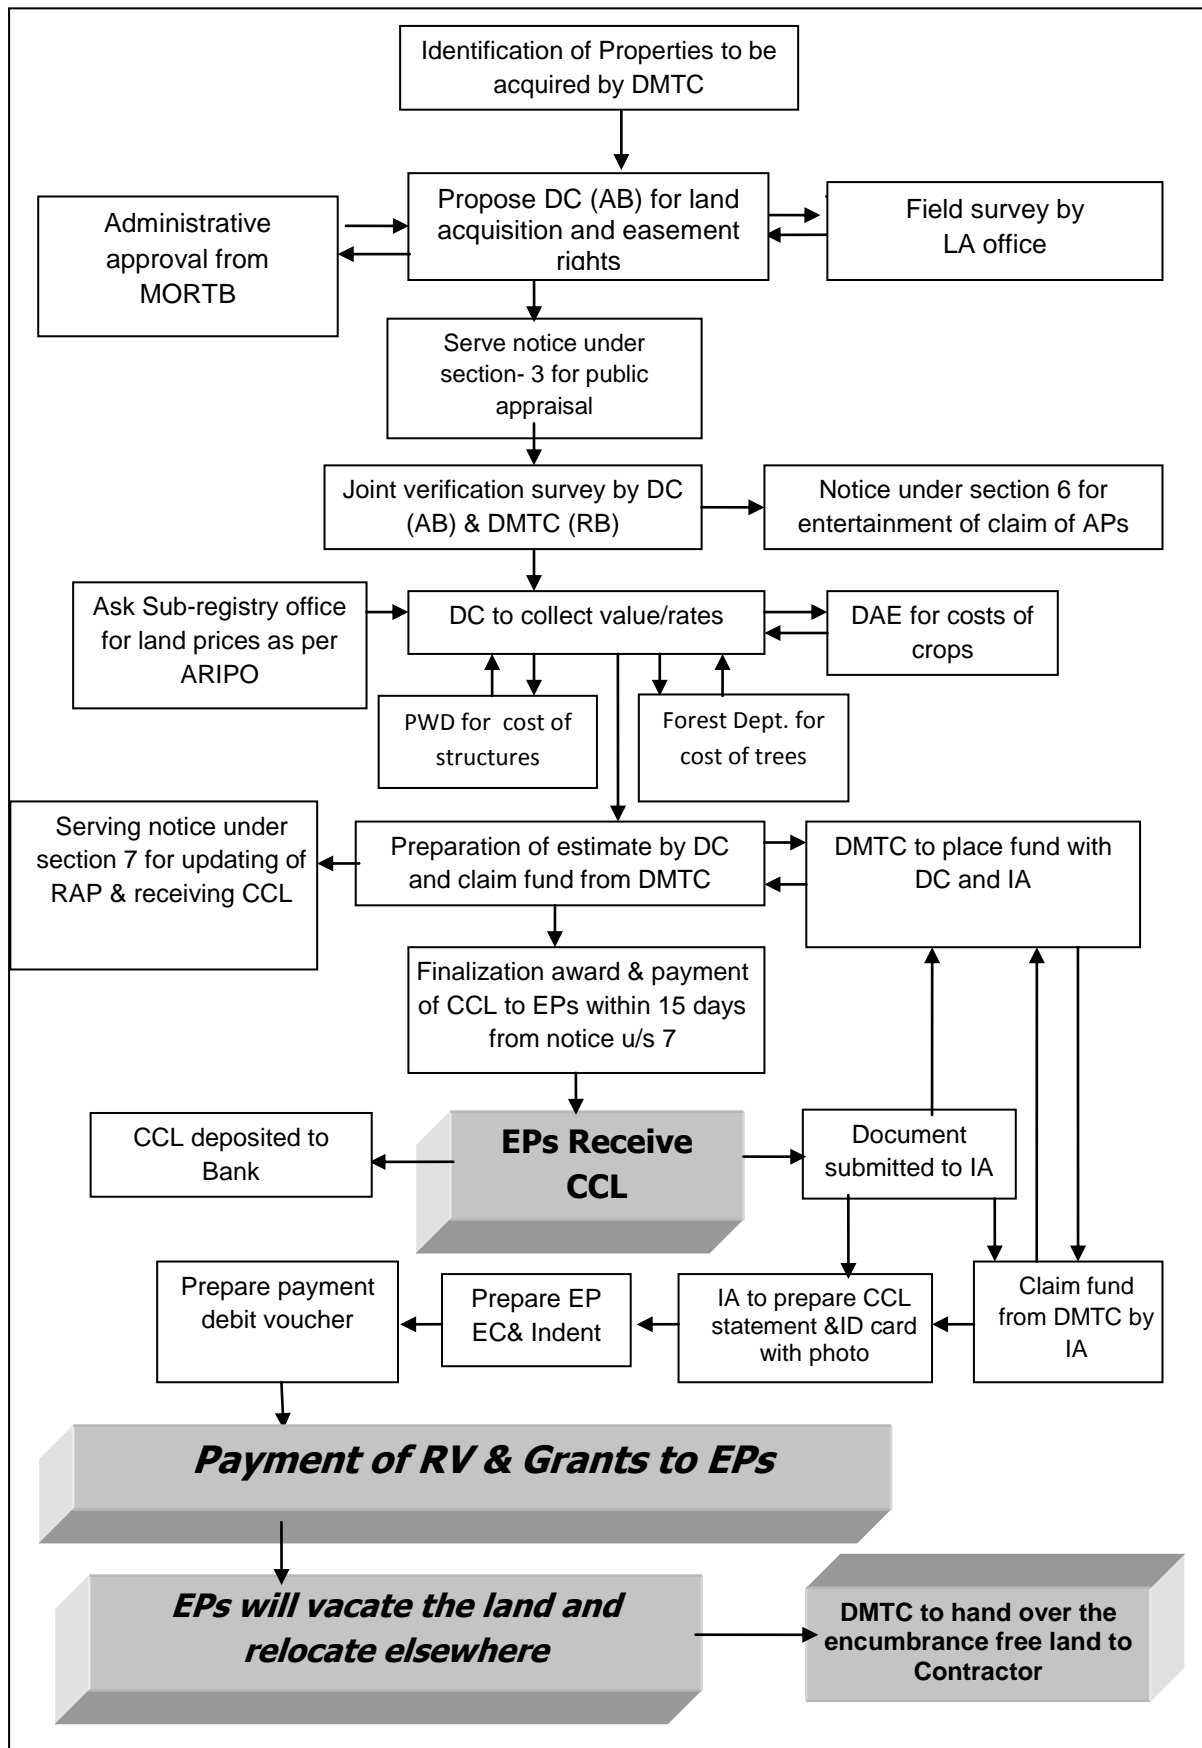 Identification of Properties to be
acquired by DMTC
Administrative
approval from
MORTB
Propose DC (AB) for land
acquisition and easement
rights
Field survey by
LA office
Serve notice under
section- 3 for public
appraisal
Joint verification survey by DC
(AB) & DMTC (RB)
Notice under section 6 for
entertainment of claim of APs
Ask Sub-registry office
for land prices as per
ARIPO
DC to collect value/rates
DAE for costs of
crops
PWD for cost of
structures
Forest Dept. for
cost of trees
Serving notice under
section 7 for updating of
RAP & receiving CCL
Preparation of estimate by DC
and claim fund from DMTC
DMTC to place fund with
DC and IA
Finalization award & payment
of CCL to EPs within 15 days
from notice u/s 7
CCL deposited to
Bank
EPs Receive
CCL
Document
submitted to IA
Prepare payment
debit voucher
Prepare EP
EC& Indent
IA to prepare CCL
statement &ID card
with photo
Claim fund
from DMTC by
IA
Payment of RV & Grants to EPs
EPs will vacate the land and
relocate elsewhere
DMTC to hand over the
encumbrance free land to
Contractor